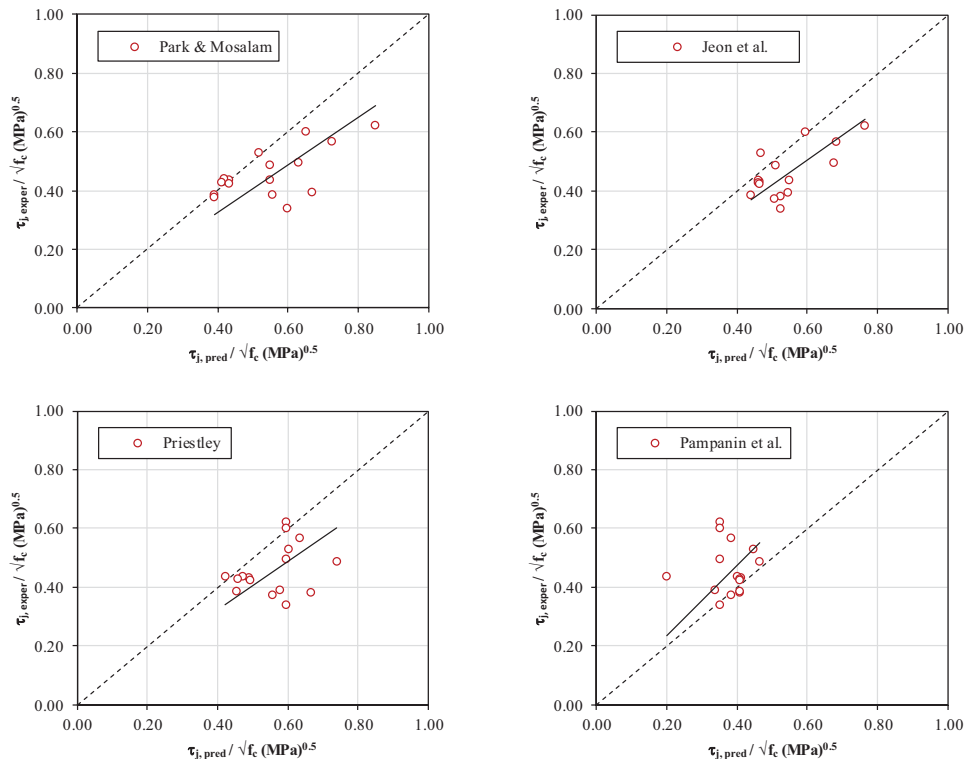 Park & Mosalam
τj, exper / √fc (MPa)^0.5
1.00
0.80
0.60
0.40
0.20
0.00
0.00 0.20 0.40 0.60 0.80 1.00
τj, pred / √fc (MPa)^0.5
Jeon et al.
τj, exper / √fc (MPa)^0.5
1.00
0.80
0.60
0.40
0.20
0.00
0.00 0.20 0.40 0.60 0.80 1.00
τj, pred / √fc (MPa)^0.5
Priestley
τj, exper / √fc (MPa)^0.5
1.00
0.80
0.60
0.40
0.20
0.00
0.00 0.20 0.40 0.60 0.80 1.00
τj, pred / √fc (MPa)^0.5
Pampanin et al.
τj, exper / √fc (MPa)^0.5
1.00
0.80
0.60
0.40
0.20
0.00
0.00 0.20 0.40 0.60 0.80 1.00
τj, pred / √fc (MPa)^0.5